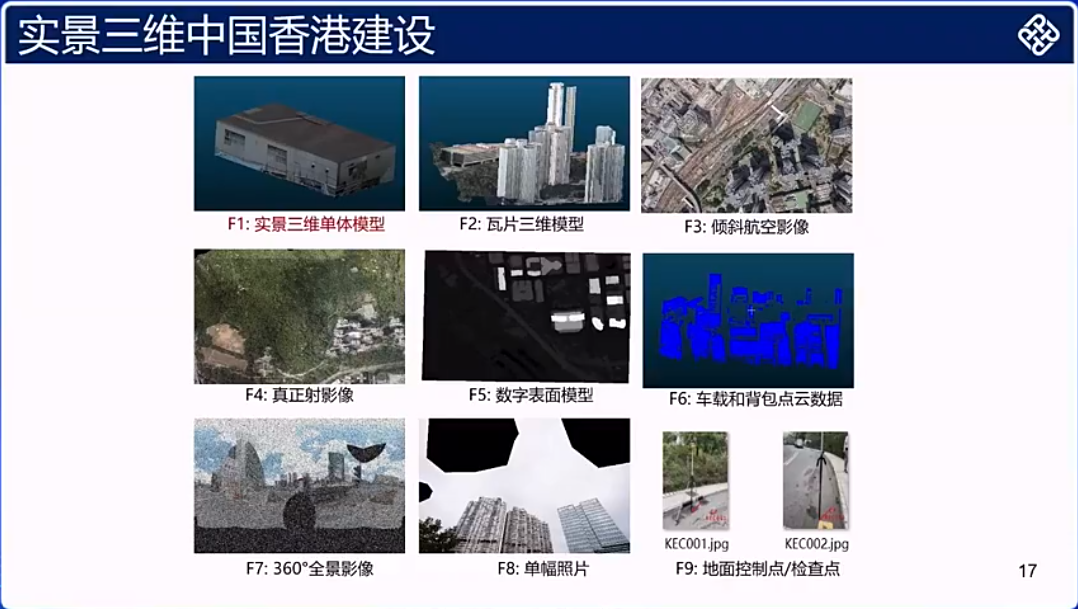 实景三维中国香港建设
F1: 实景三维单体模型
F2: 瓦片三维模型
F3: 倾斜航空影像
F4: 真正射影像
F5: 数字表面模型
F6: 车载和背包点云数据
F7: 360°全景影像
F8: 单幅照片
KEC001.jpg
KEC002.jpg
F9: 地面控制点/检查点
17